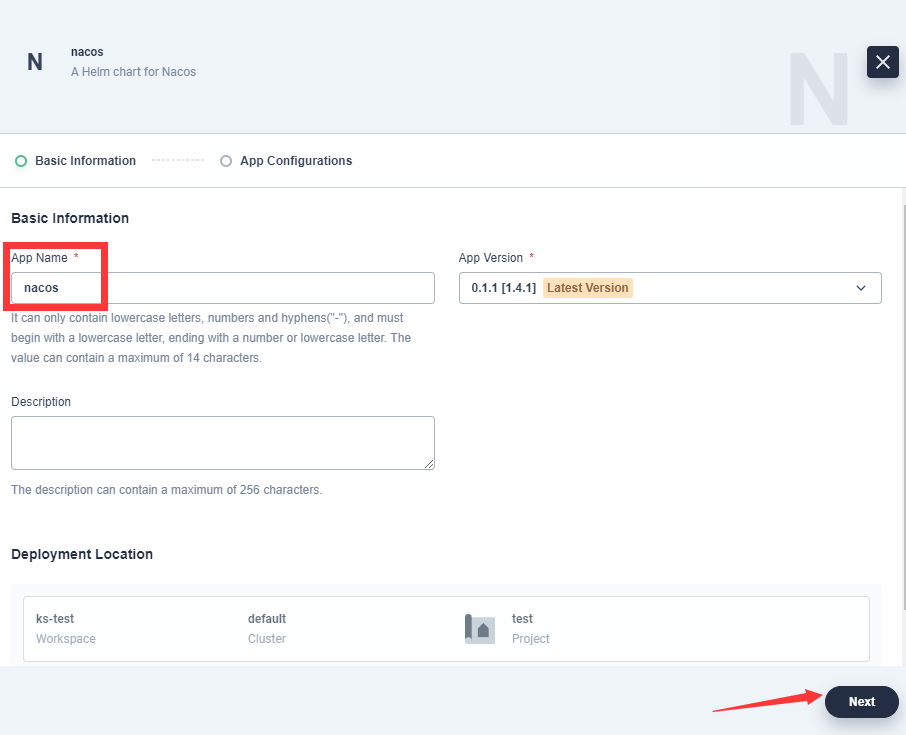 N
nacos
A Helm chart for Nacos
N
Basic Information
App Configurations
Basic Information
App Name *
App Version *
nacos
0.1.1 [1.4.1] Latest Version
It can only contain lowercase letters, numbers and hyphens("-"), and must
begin with a lowercase letter, ending with a number or lowercase letter. The
value can contain a maximum of 14 characters.
Description
The description can contain a maximum of 256 characters.
Deployment Location
ks-test
Workspace
default
Cluster
test
Project
Next